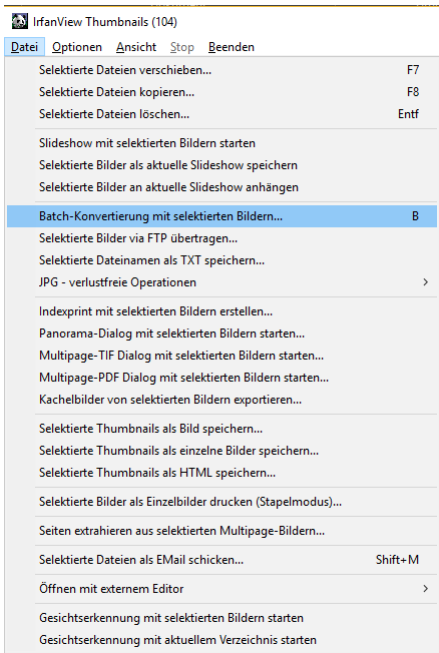 IrfanView Thumbnails (104)
Datei Optionen Ansicht Stop Beenden
Selektierte Dateien verschieben... F7
Selektierte Dateien kopieren... F8
Selektierte Dateien löschen... Entf
Slideshow mit selektierten Bildern starten
Selektierte Bilder als aktuelle Slideshow speichern
Selektierte Bilder an aktuelle Slideshow anhängen
Batch-Konvertierung mit selektierten Bildern... B
Selektierte Bilder via FTP übertragen...
Selektierte Dateinamen als TXT speichern...
JPG - verlustfreie Operationen
Indexprint mit selektierten Bildern erstellen...
Panorama-Dialog mit selektierten Bildern starten...
Multipage-TIF Dialog mit selektierten Bildern starten...
Multipage-PDF Dialog mit selektierten Bildern starten...
Kachelbilder von selektierten Bildern exportieren...
Selektierte Thumbnails als Bild speichern...
Selektierte Thumbnails als einzelne Bilder speichern...
Selektierte Thumbnails als HTML speichern...
Selektierte Bilder als Einzelbilder drucken (Stapelmodus)...
Seiten extrahieren aus selektierten Multipage-Bildern...
Selektierte Dateien als EMail schicken... Shift+M
Öffnen mit externem Editor
Gesichtserkennung mit selektierten Bildern starten
Gesichtserkennung mit aktuellem Verzeichnis starten